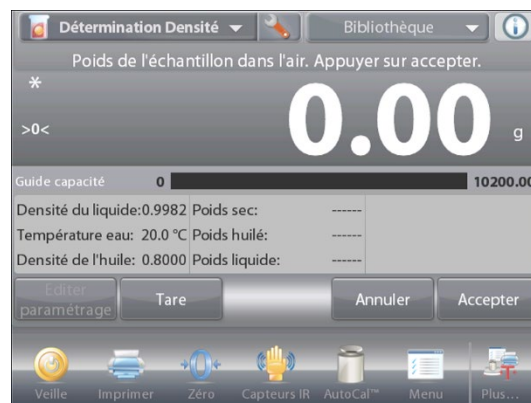 Détermination Densité
Bibliothèque
Poids de l'échantillon dans l'air. Appuyer sur accepter.
*
>0<
0.00 g
Guide capacité 0 10200.00
Densité du liquide:0.9982 Poids sec: ------
Température eau: 20.0 °C Poids huilé: ------
Densité de l'huile: 0.8000 Poids liquide: ------
Editer
paramétrage
Tare
Annuler
Accepter
Veille
Imprimer
Zéro
Capteurs IR
AutoCal™
Menu
Plus...